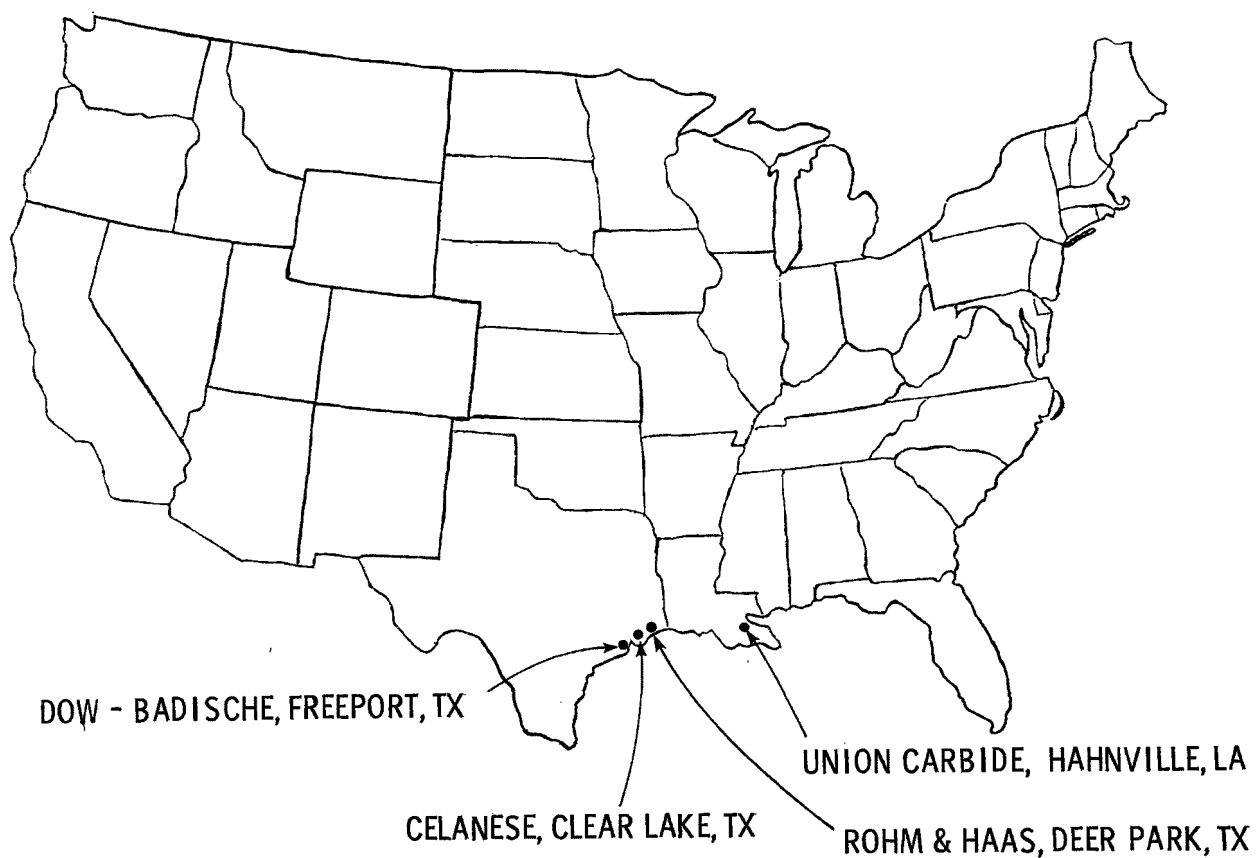 DOW - BADISCHE, FREEPORT, TX
UNION CARBIDE, HAHNVILLE, LA
CELANESE, CLEAR LAKE, TX
ROHM & HAAS, DEER PARK, TX